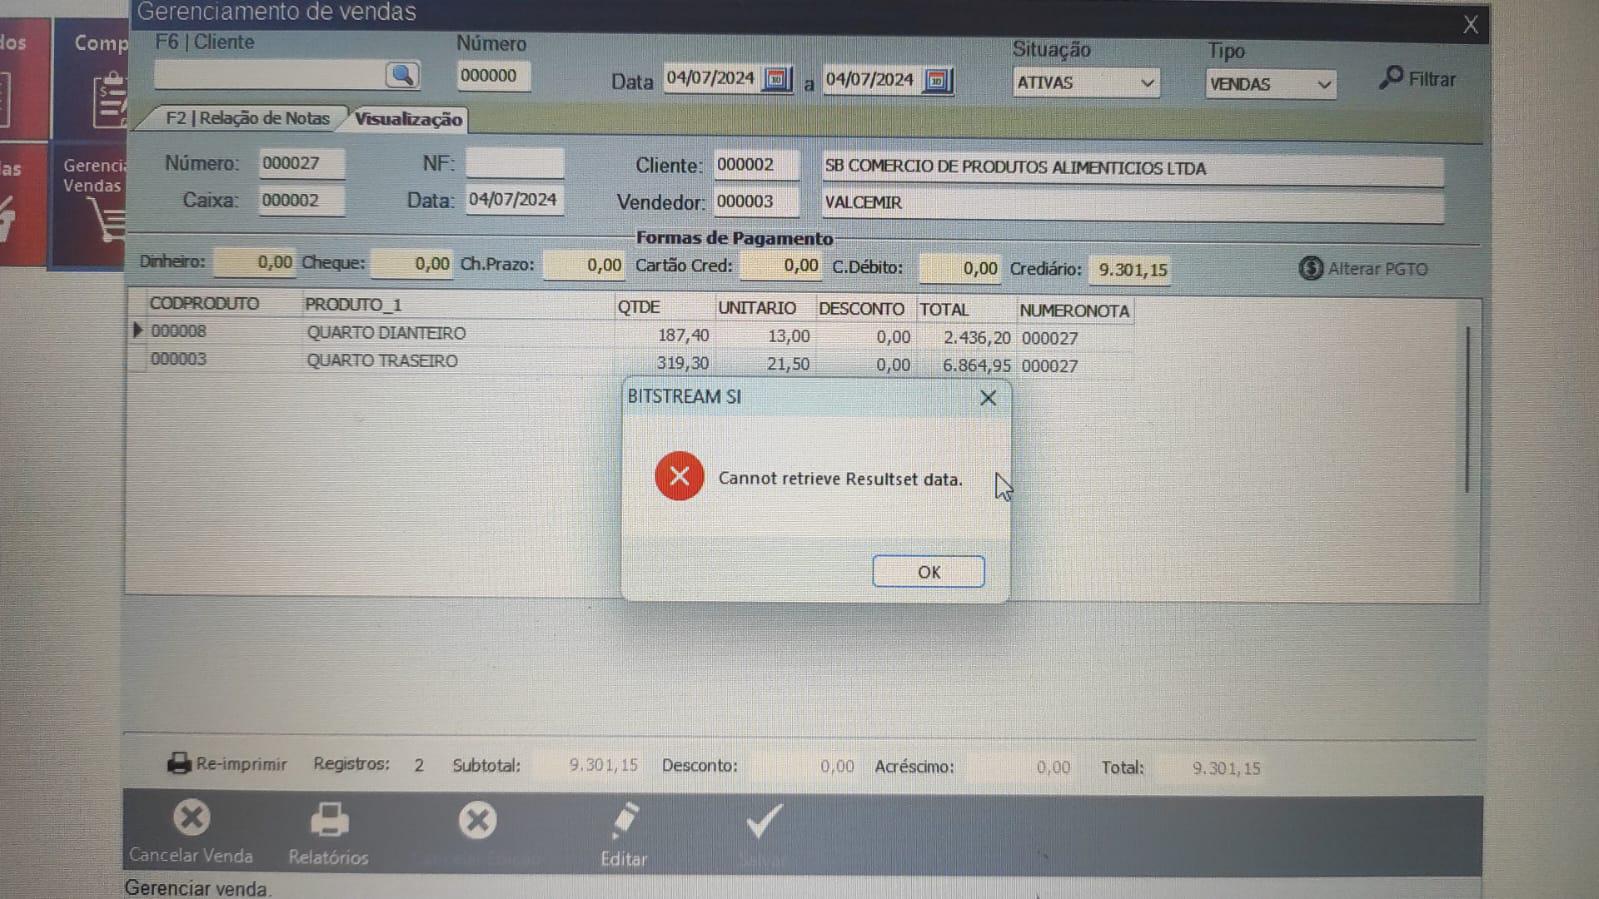 Gerenciamento de vendas
X
dos
Comp
F6 | Cliente
Número
000000
Data 04/07/2024 a 04/07/2024
Situação
ATIVAS
Tipo
VENDAS
Filtrar
F2 | Relação de Notas
Visualização
as
Gerencia
Vendas
Número: 000027 NF: Cliente: 000002 SB COMERCIO DE PRODUTOS ALIMENTICIOS LTDA
Caixa: 000002 Data: 04/07/2024 Vendedor: 000003 VALCEMIR
Formas de Pagamento
Dinheiro: 0,00 Cheque: 0,00 Ch.Prazo: 0,00 Cartão Cred: 0,00 C.Débito: 0,00 Crediário: 9.301,15 Alterar PGTO
CODPRODUTO PRODUTO_1 QTDE UNITARIO DESCONTO TOTAL NUMERONOTA
000008 QUARTO DIANTEIRO 187,40 13,00 0,00 2.436,20 000027
000003 QUARTO TRASEIRO 319,30 21,50 0,00 6.864,95 000027
BITSTREAM SI
Cannot retrieve Resultset data.
OK
Re-imprimir Registros: 2 Subtotal: 9.301,15 Desconto: 0,00 Acréscimo: 0,00 Total: 9.301,15
Cancelar Venda Relatórios Cancelar Edição Editar Salvar
Gerenciar venda.